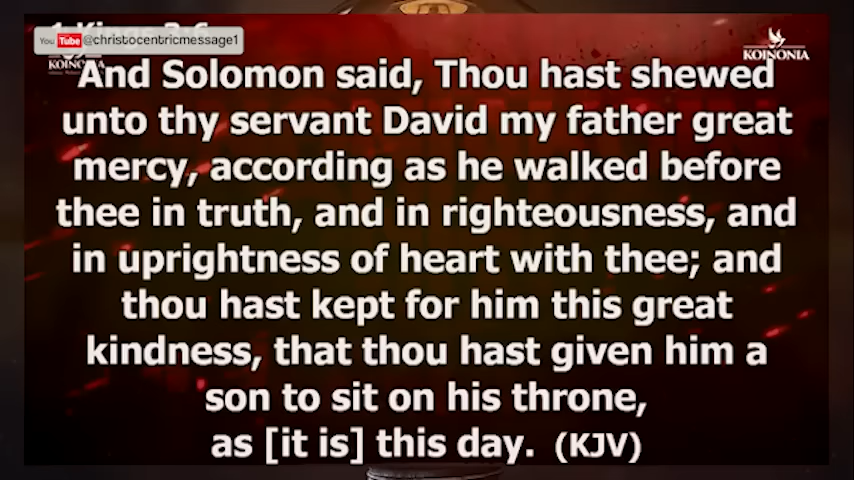 You Tube @christocentricmessage1
KOINONIA
KOINONIA
And Solomon said, Thou hast shewed
unto thy servant David my father great
mercy, according as he walked before
thee in truth, and in righteousness, and
in uprightness of heart with thee; and
thou hast kept for him this great
kindness, that thou hast given him a
son to sit on his throne,
as [it is] this day. (KJV)